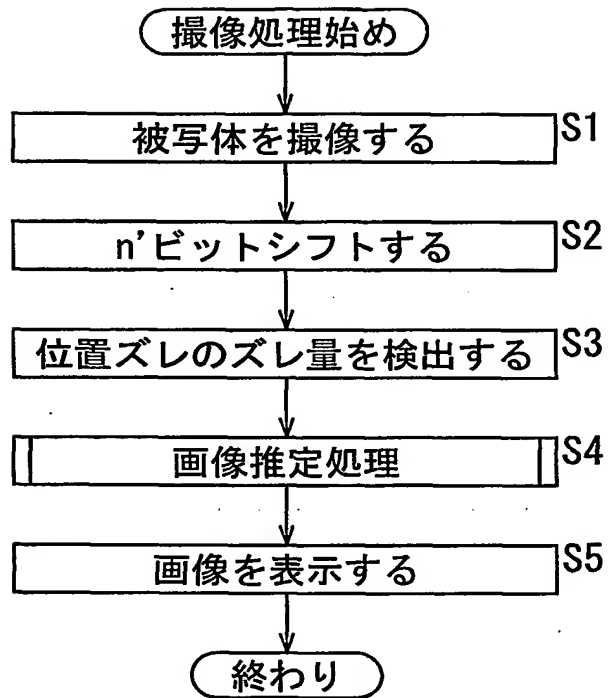 撮像処理始め
被写体を撮像する S1
n'ビットシフトする S2
位置ズレのズレ量を検出する S3
画像推定処理 S4
画像を表示する S5
終わり